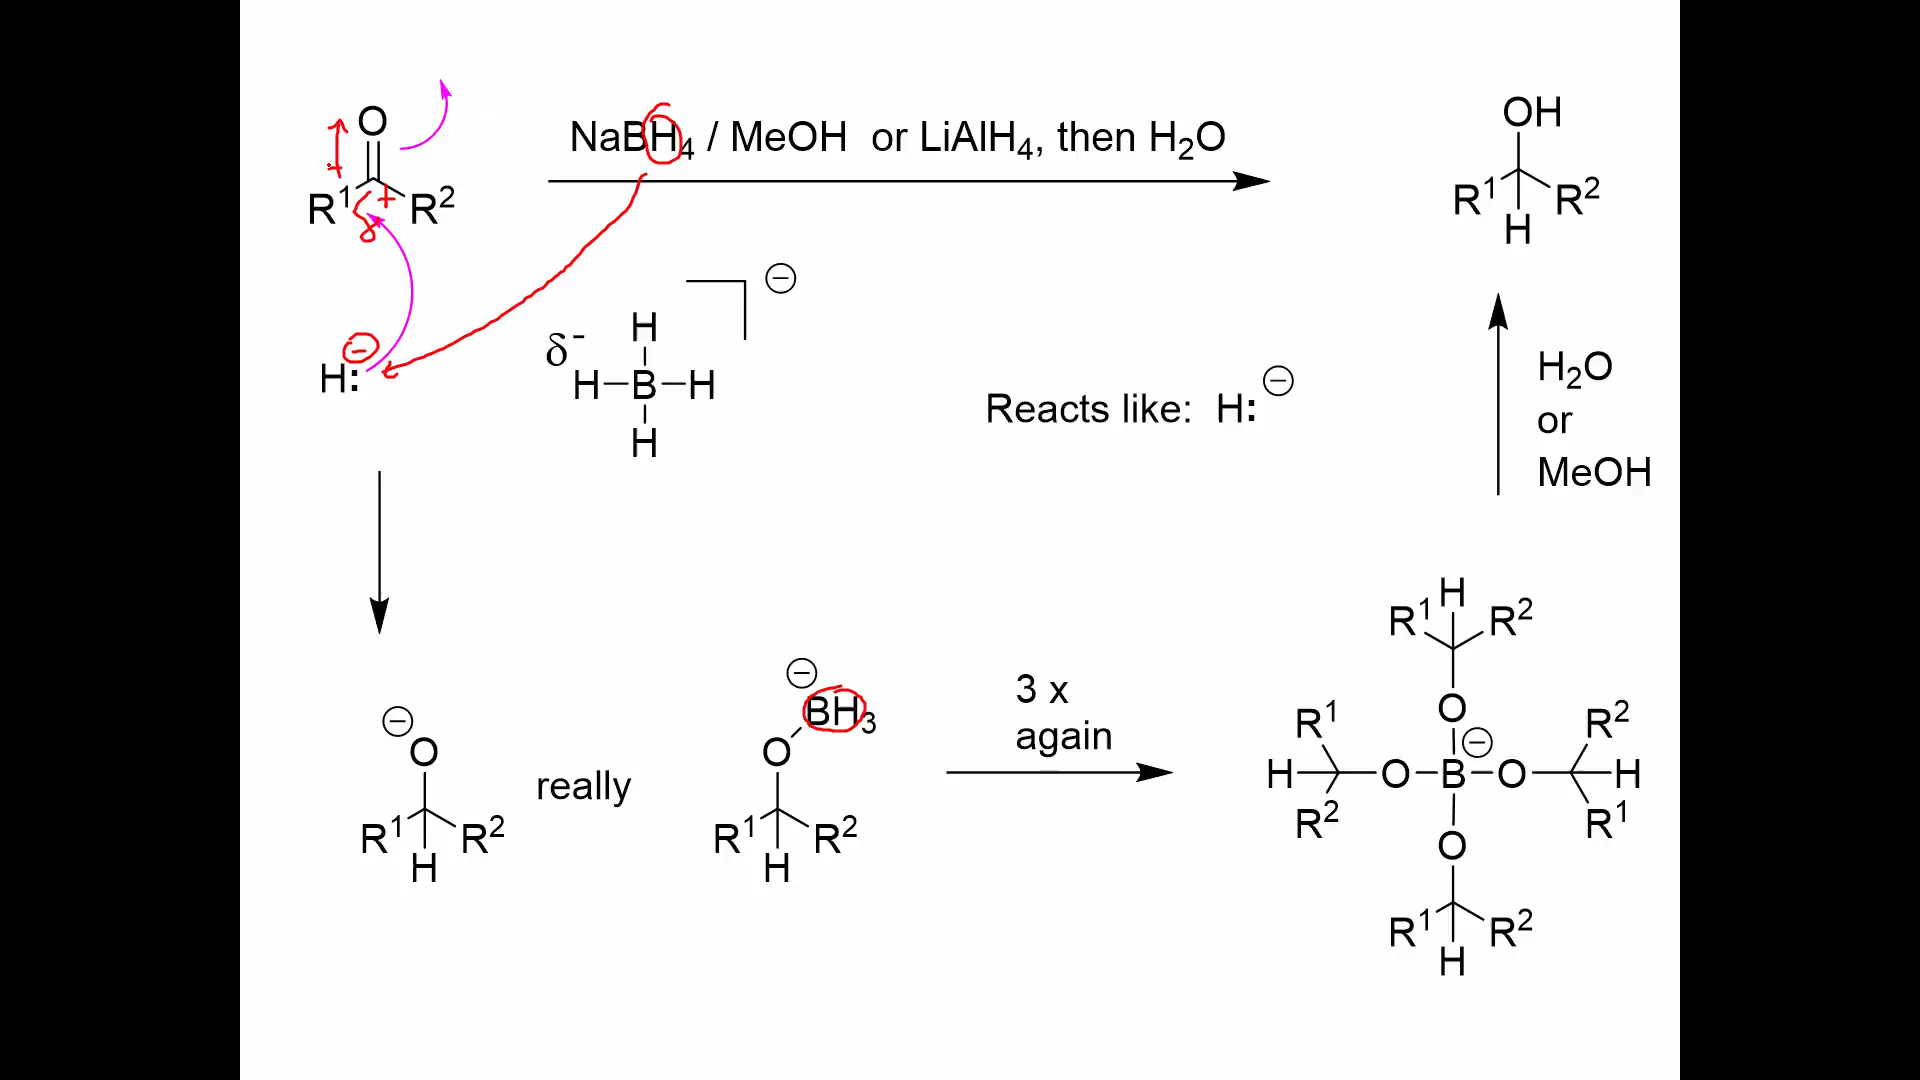 O
R¹ R²
δ+
NaBH₄ / MeOH or LiAlH₄, then H₂O
OH
R¹ R²
H
H:⊖
δ-
H
H–B–H
H
⊖
Reacts like: H:⊖
H₂O
or
MeOH
⊖
O
R¹ R²
H
really
⊖
BH₃
O
R¹ R²
H
3 x
again
H
R¹ R²
O
R¹ ⊖ R²
H O–B–O H
R² R¹
O
R¹ R²
H